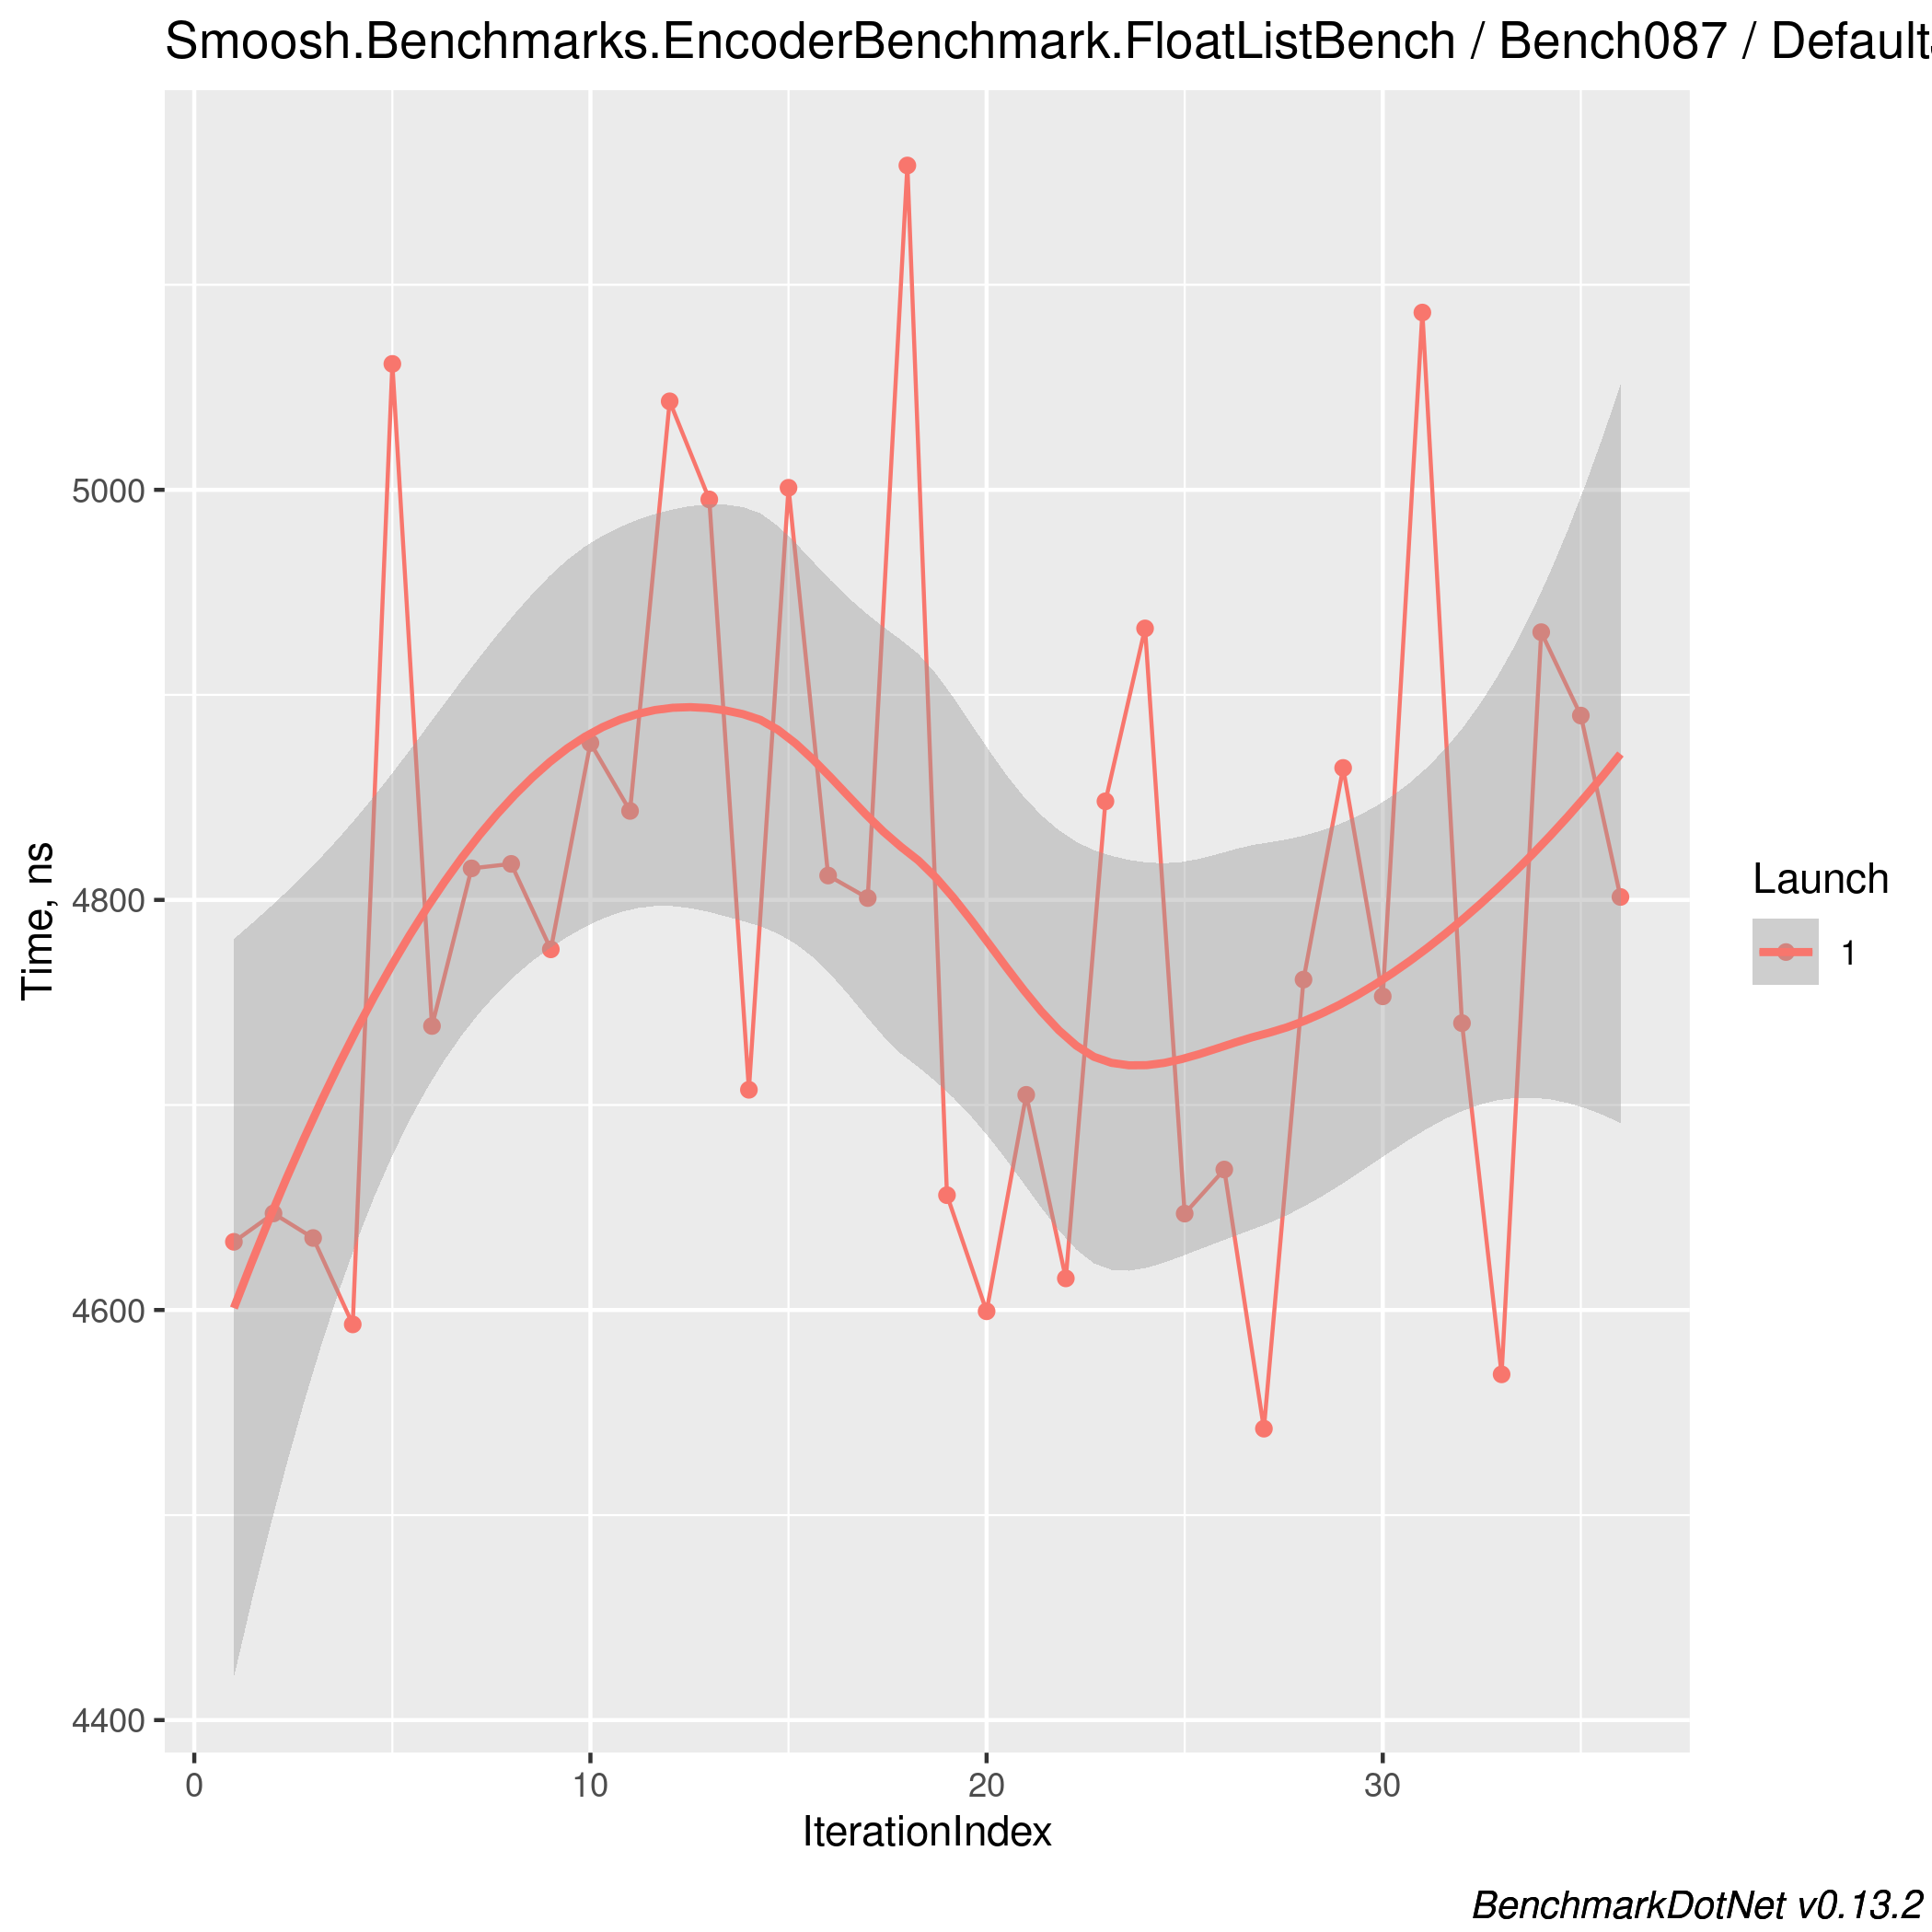 Smoosh.Benchmarks.EncoderBenchmark.FloatListBench / Bench087 / Default
Time, ns
5000
4800
4600
4400
0 10 20 30
IterationIndex
Launch
1
BenchmarkDotNet v0.13.2